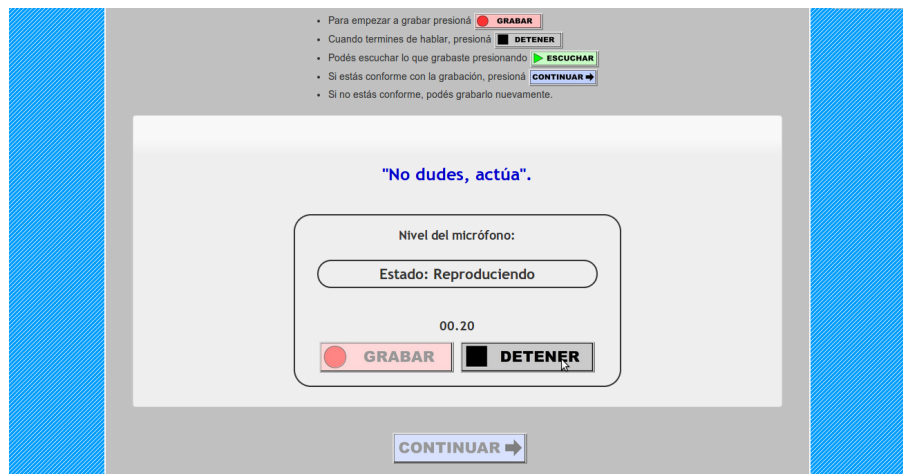 Para empezar a grabar presioná GRABAR
Cuando termines de hablar, presioná DETENER
Podés escuchar lo que grabaste presionando ESCUCHAR
Si estás conforme con la grabación, presioná CONTINUAR
Si no estás conforme, podés grabarlo nuevamente.
"No dudes, actúa".
Nivel del micrófono:
Estado: Reproduciendo
00.20
GRABAR DETENER
CONTINUAR